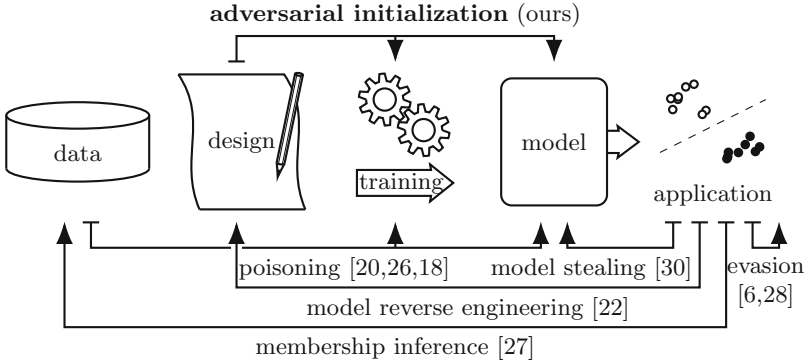 adversarial initialization (ours)
data
design
training
model
application
poisoning [20,26,18]
model stealing [30]
evasion
[6,28]
model reverse engineering [22]
membership inference [27]